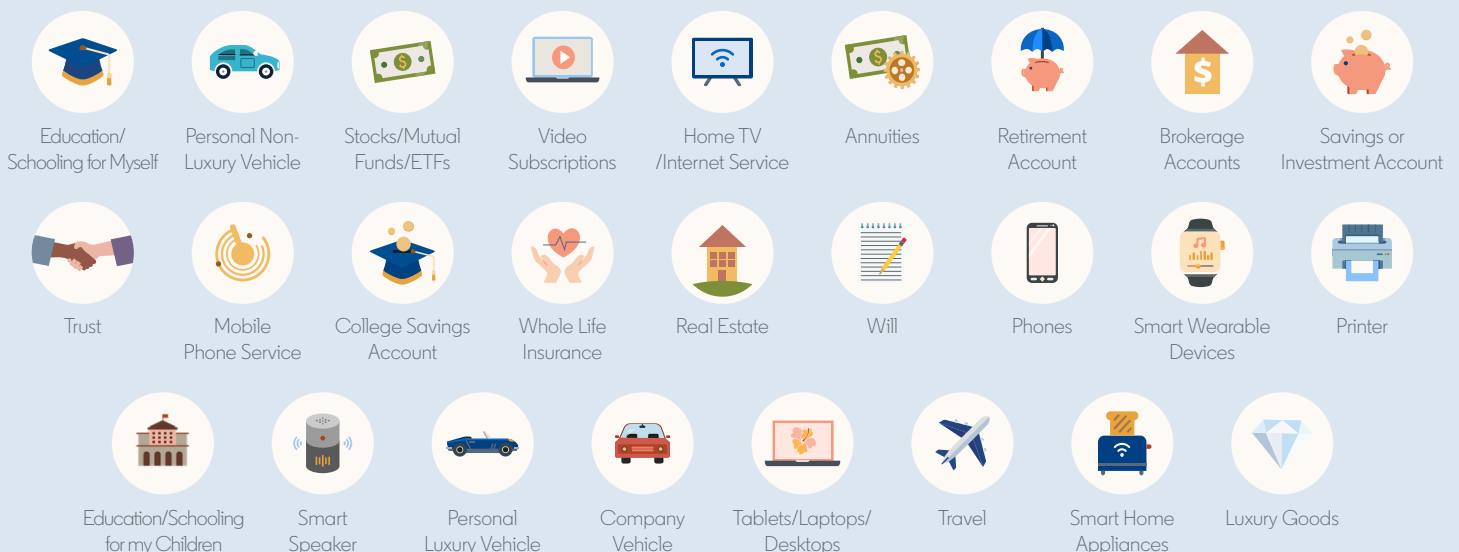 Education/
Schooling for Myself
Personal Non-
Luxury Vehicle
Stocks/Mutual
Funds/ETFs
Video
Subscriptions
Home TV
/Internet Service
Annuities
Retirement
Account
Brokerage
Accounts
Savings or
Investment Account
Trust
Mobile
Phone Service
College Savings
Account
Whole Life
Insurance
Real Estate
Will
Phones
Smart Wearable
Devices
Printer
Education/Schooling
for my Children
Smart
Speaker
Personal
Luxury Vehicle
Company
Vehicle
Tablets/Laptops/
Desktops
Travel
Smart Home
Appliances
Luxury Goods